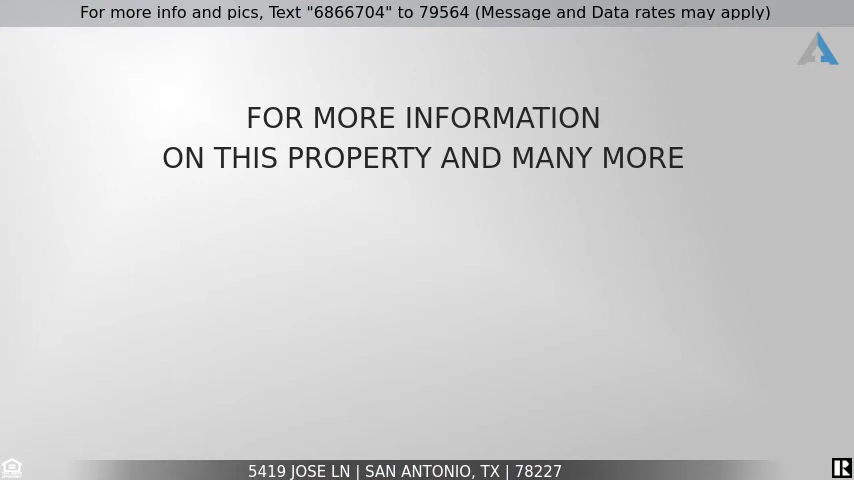 For more info and pics, Text "6866704" to 79564 (Message and Data rates may apply)
FOR MORE INFORMATION
ON THIS PROPERTY AND MANY MORE
5419 JOSE LN | SAN ANTONIO, TX | 78227